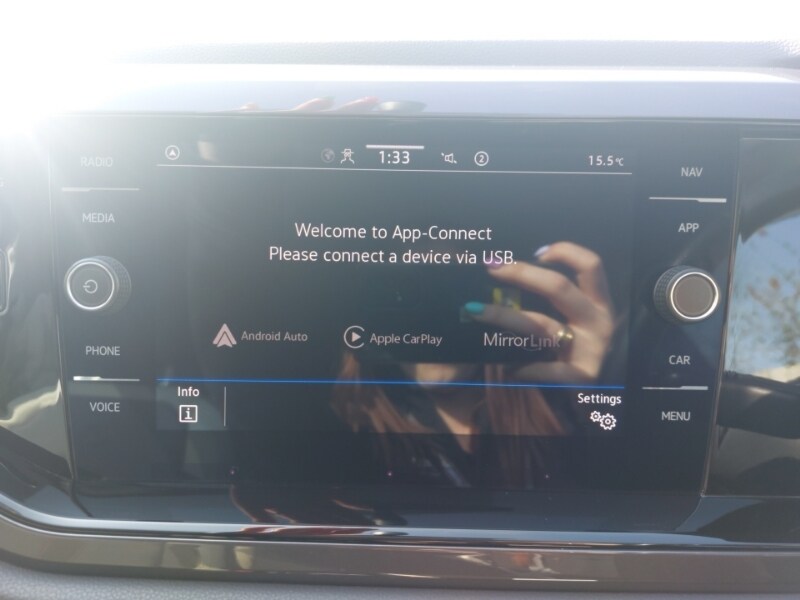 RADIO
MEDIA
PHONE
VOICE
1:33
2
15.5°C
Welcome to App-Connect
Please connect a device via USB.
Android Auto
Apple CarPlay
MirrorLink
Info
i
Settings
NAV
APP
CAR
MENU